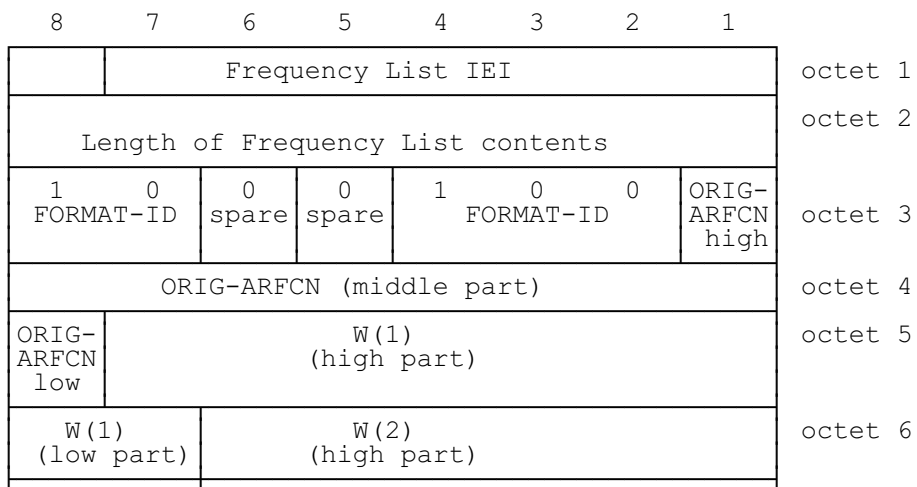 8 7 6 5 4 3 2 1
Frequency List IEI octet 1
octet 2
Length of Frequency List contents
1 0 0 0 1 0 0 ORIG-
FORMAT-ID spare spare FORMAT-ID ARFCN octet 3
high
ORIG-ARFCN (middle part) octet 4
ORIG- W(1) octet 5
ARFCN (high part)
low
W(1) W(2) octet 6
(low part) (high part)